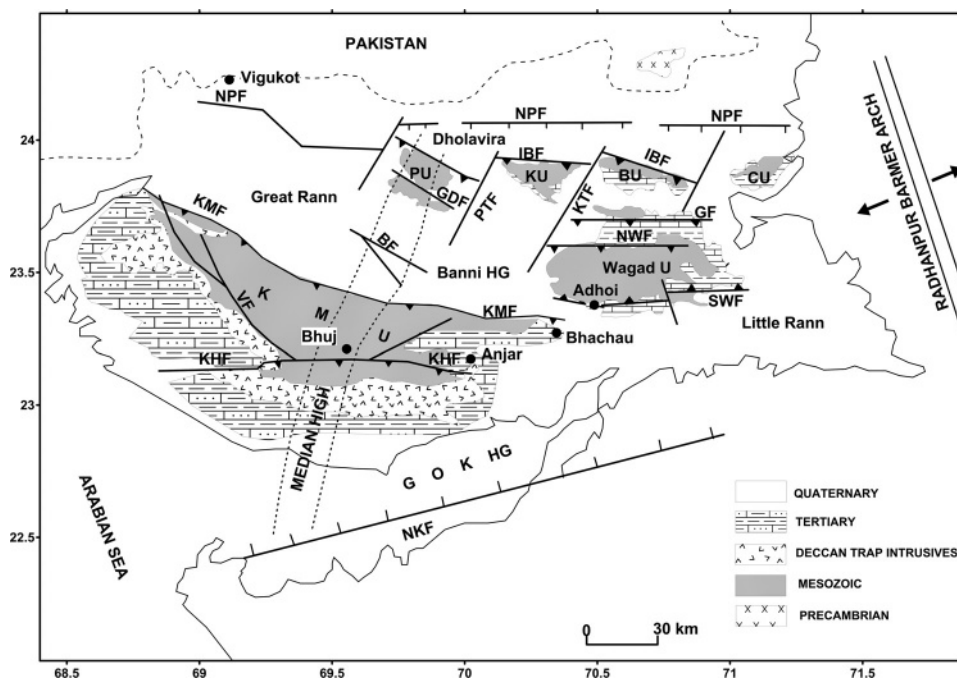 PAKISTAN
Vigukot
NPF
NPF
NPF
24
Dholavira
IBF
IBF
PU
KU
BU
CU
GDF
PTF
KTF
GF
Great Rann
KMF
BF
NWF
Banni HG
Wagad U
23.5
VF
K
M
U
Adhoi
SWF
KMF
Little Rann
Bhuj
Bhachau
KHF
KHF
Anjar
23
MEDIAN HIGH
RADHANPUR BARMER ARCH
G O K HG
ARABIAN SEA
NKF
22.5
QUATERNARY
TERTIARY
DECCAN TRAP INTRUSIVES
MESOZOIC
PRECAMBRIAN
0 30 km
68.5 69 69.5 70 70.5 71 71.5